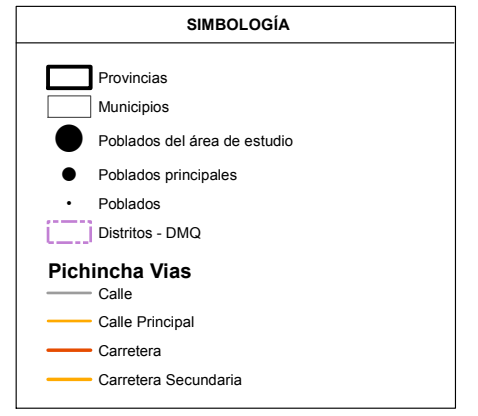 SIMBOLOGÍA
Provincias
Municipios
Poblados del área de estudio
Poblados principales
Poblados
Distritos - DMQ
Pichincha Vias
Calle
Calle Principal
Carretera
Carretera Secundaria